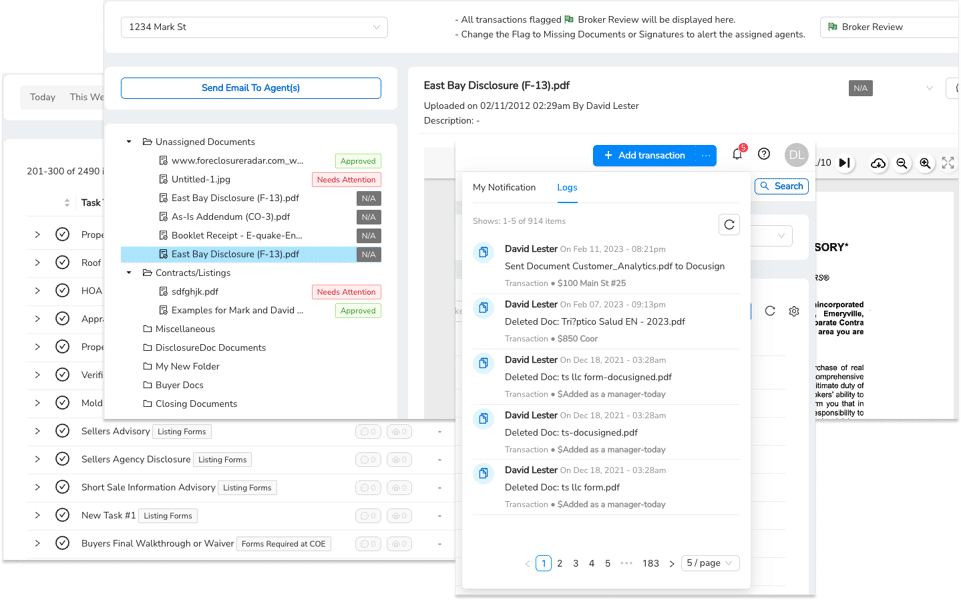 1234 Mark St
- All transactions flagged Broker Review will be displayed here.
- Change the Flag to Missing Documents or Signatures to alert the assigned agents.
Broker Review
Today
This We
201-300 of 2490 i
Task
Prope
Roof
HOA
Appra
Prope
Verifi
Mold
Sellers Advisory Listing Forms 0 0 -
Sellers Agency Disclosure Listing Forms 0 0 -
Short Sale Information Advisory Listing Forms 0 0 -
New Task #1 Listing Forms 0 0 -
Buyers Final Walkthrough or Waiver Forms Required at COE 0 0 -
Send Email To Agent(s)
Unassigned Documents
www.foreclosureradar.com_w... Approved
Untitled-1.jpg Needs Attention
East Bay Disclosure (F-13).pdf N/A
As-Is Addendum (CO-3).pdf N/A
Booklet Receipt - E-quake-En... N/A
East Bay Disclosure (F-13).pdf N/A
Contracts/Listings
sdfghjk.pdf Needs Attention
Examples for Mark and David ... Approved
Miscellaneous
DisclosureDoc Documents
My New Folder
Buyer Docs
Closing Documents
East Bay Disclosure (F-13).pdf
N/A
Uploaded on 02/11/2012 02:29am By David Lester
Description: -
/10
SORY*
RS®
incorporated
, Emeryville,
parate Contra
area you are
rchase of real
omprehensive
itimate duty of
kers' ability to
rm you that in
esponsibility to
+ Add transaction ...
5
DL
Search
My Notification
Logs
Shows: 1-5 of 914 items
David Lester On Feb 11, 2023 - 08:21pm
Sent Document Customer_Analytics.pdf to Docusign
Transaction • $100 Main St #25
David Lester On Feb 07, 2023 - 09:13pm
Deleted Doc: Tri?ptico Salud EN - 2023.pdf
Transaction • $850 Coor
David Lester On Dec 18, 2021 - 03:28am
Deleted Doc: ts llc form-docusigned.pdf
Transaction • $Added as a manager-today
David Lester On Dec 18, 2021 - 03:28am
Deleted Doc: ts-docusigned.pdf
Transaction • $Added as a manager-today
David Lester On Dec 18, 2021 - 03:28am
Deleted Doc: ts llc form.pdf
Transaction • $Added as a manager-today
< 1 2 3 4 5 ••• 183 > 5 / page